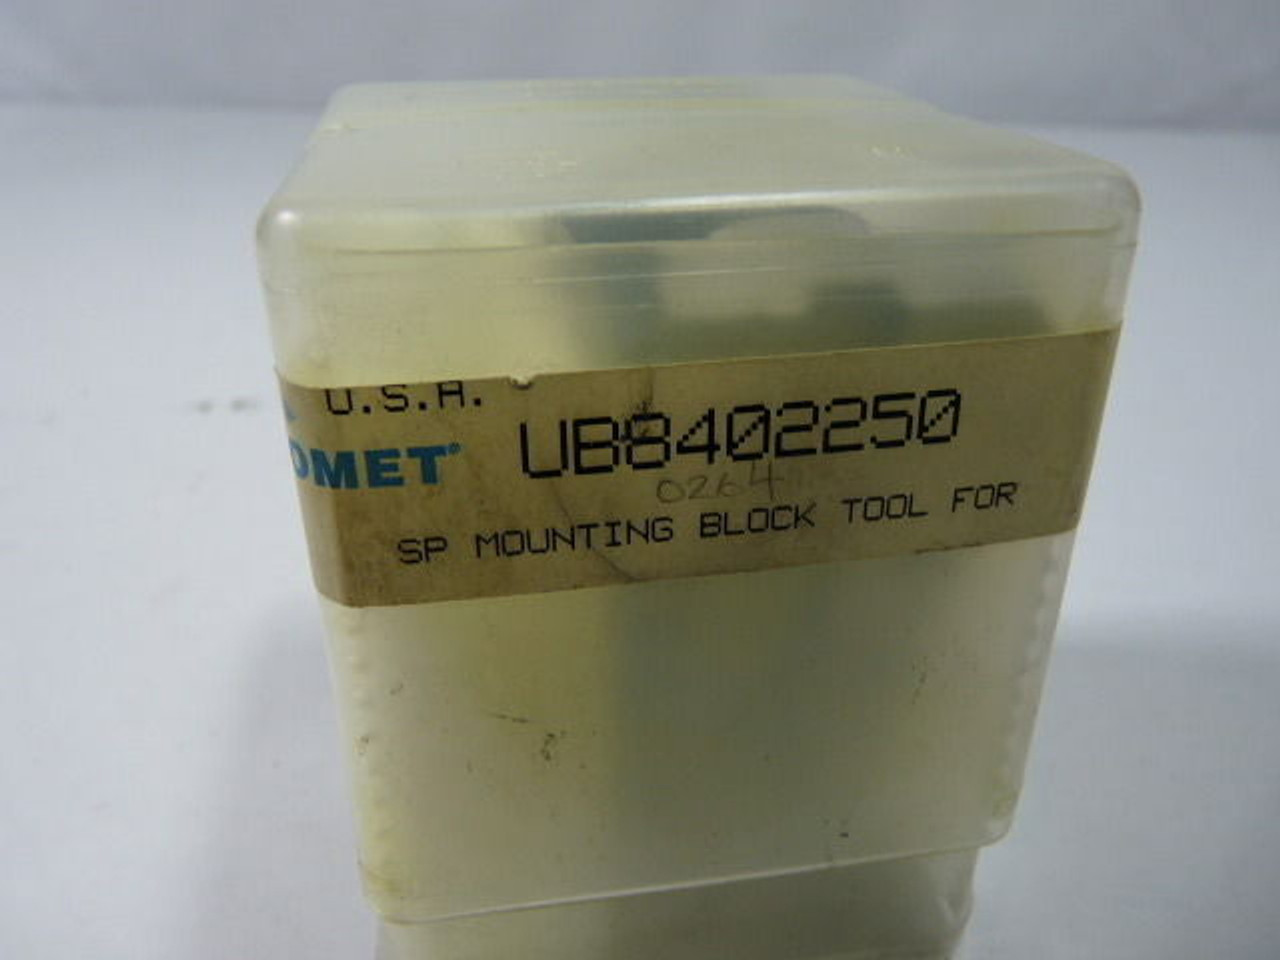 U.S.A.
OMET® UB8402250
0264
SP MOUNTING BLOCK TOOL FOR